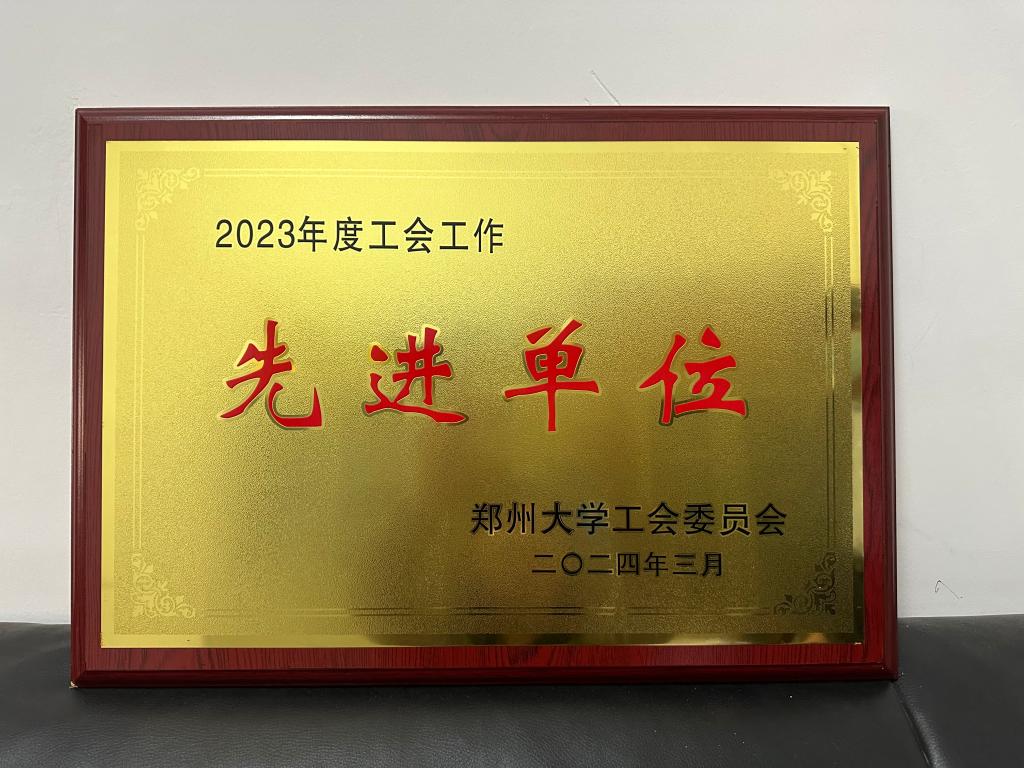 2023年度工会工作
先进单位
郑州大学工会委员会
二〇二四年三月